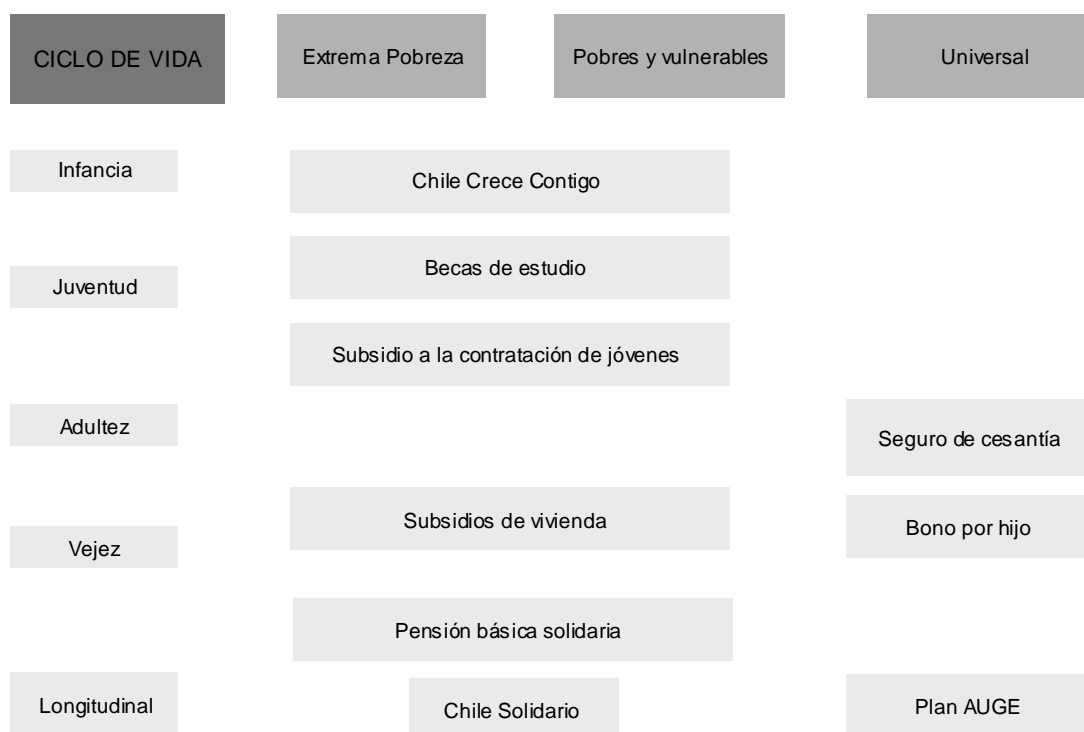 CICLO DE VIDA
Extrema Pobreza
Pobres y vulnerables
Universal
Infancia
Chile Crece Contigo
Juventud
Becas de estudio
Subsidio a la contratación de jóvenes
Adultez
Seguro de cesantía
Vejez
Subsidios de vivienda
Bono por hijo
Pensión básica solidaria
Longitudinal
Chile Solidario
Plan AUGE